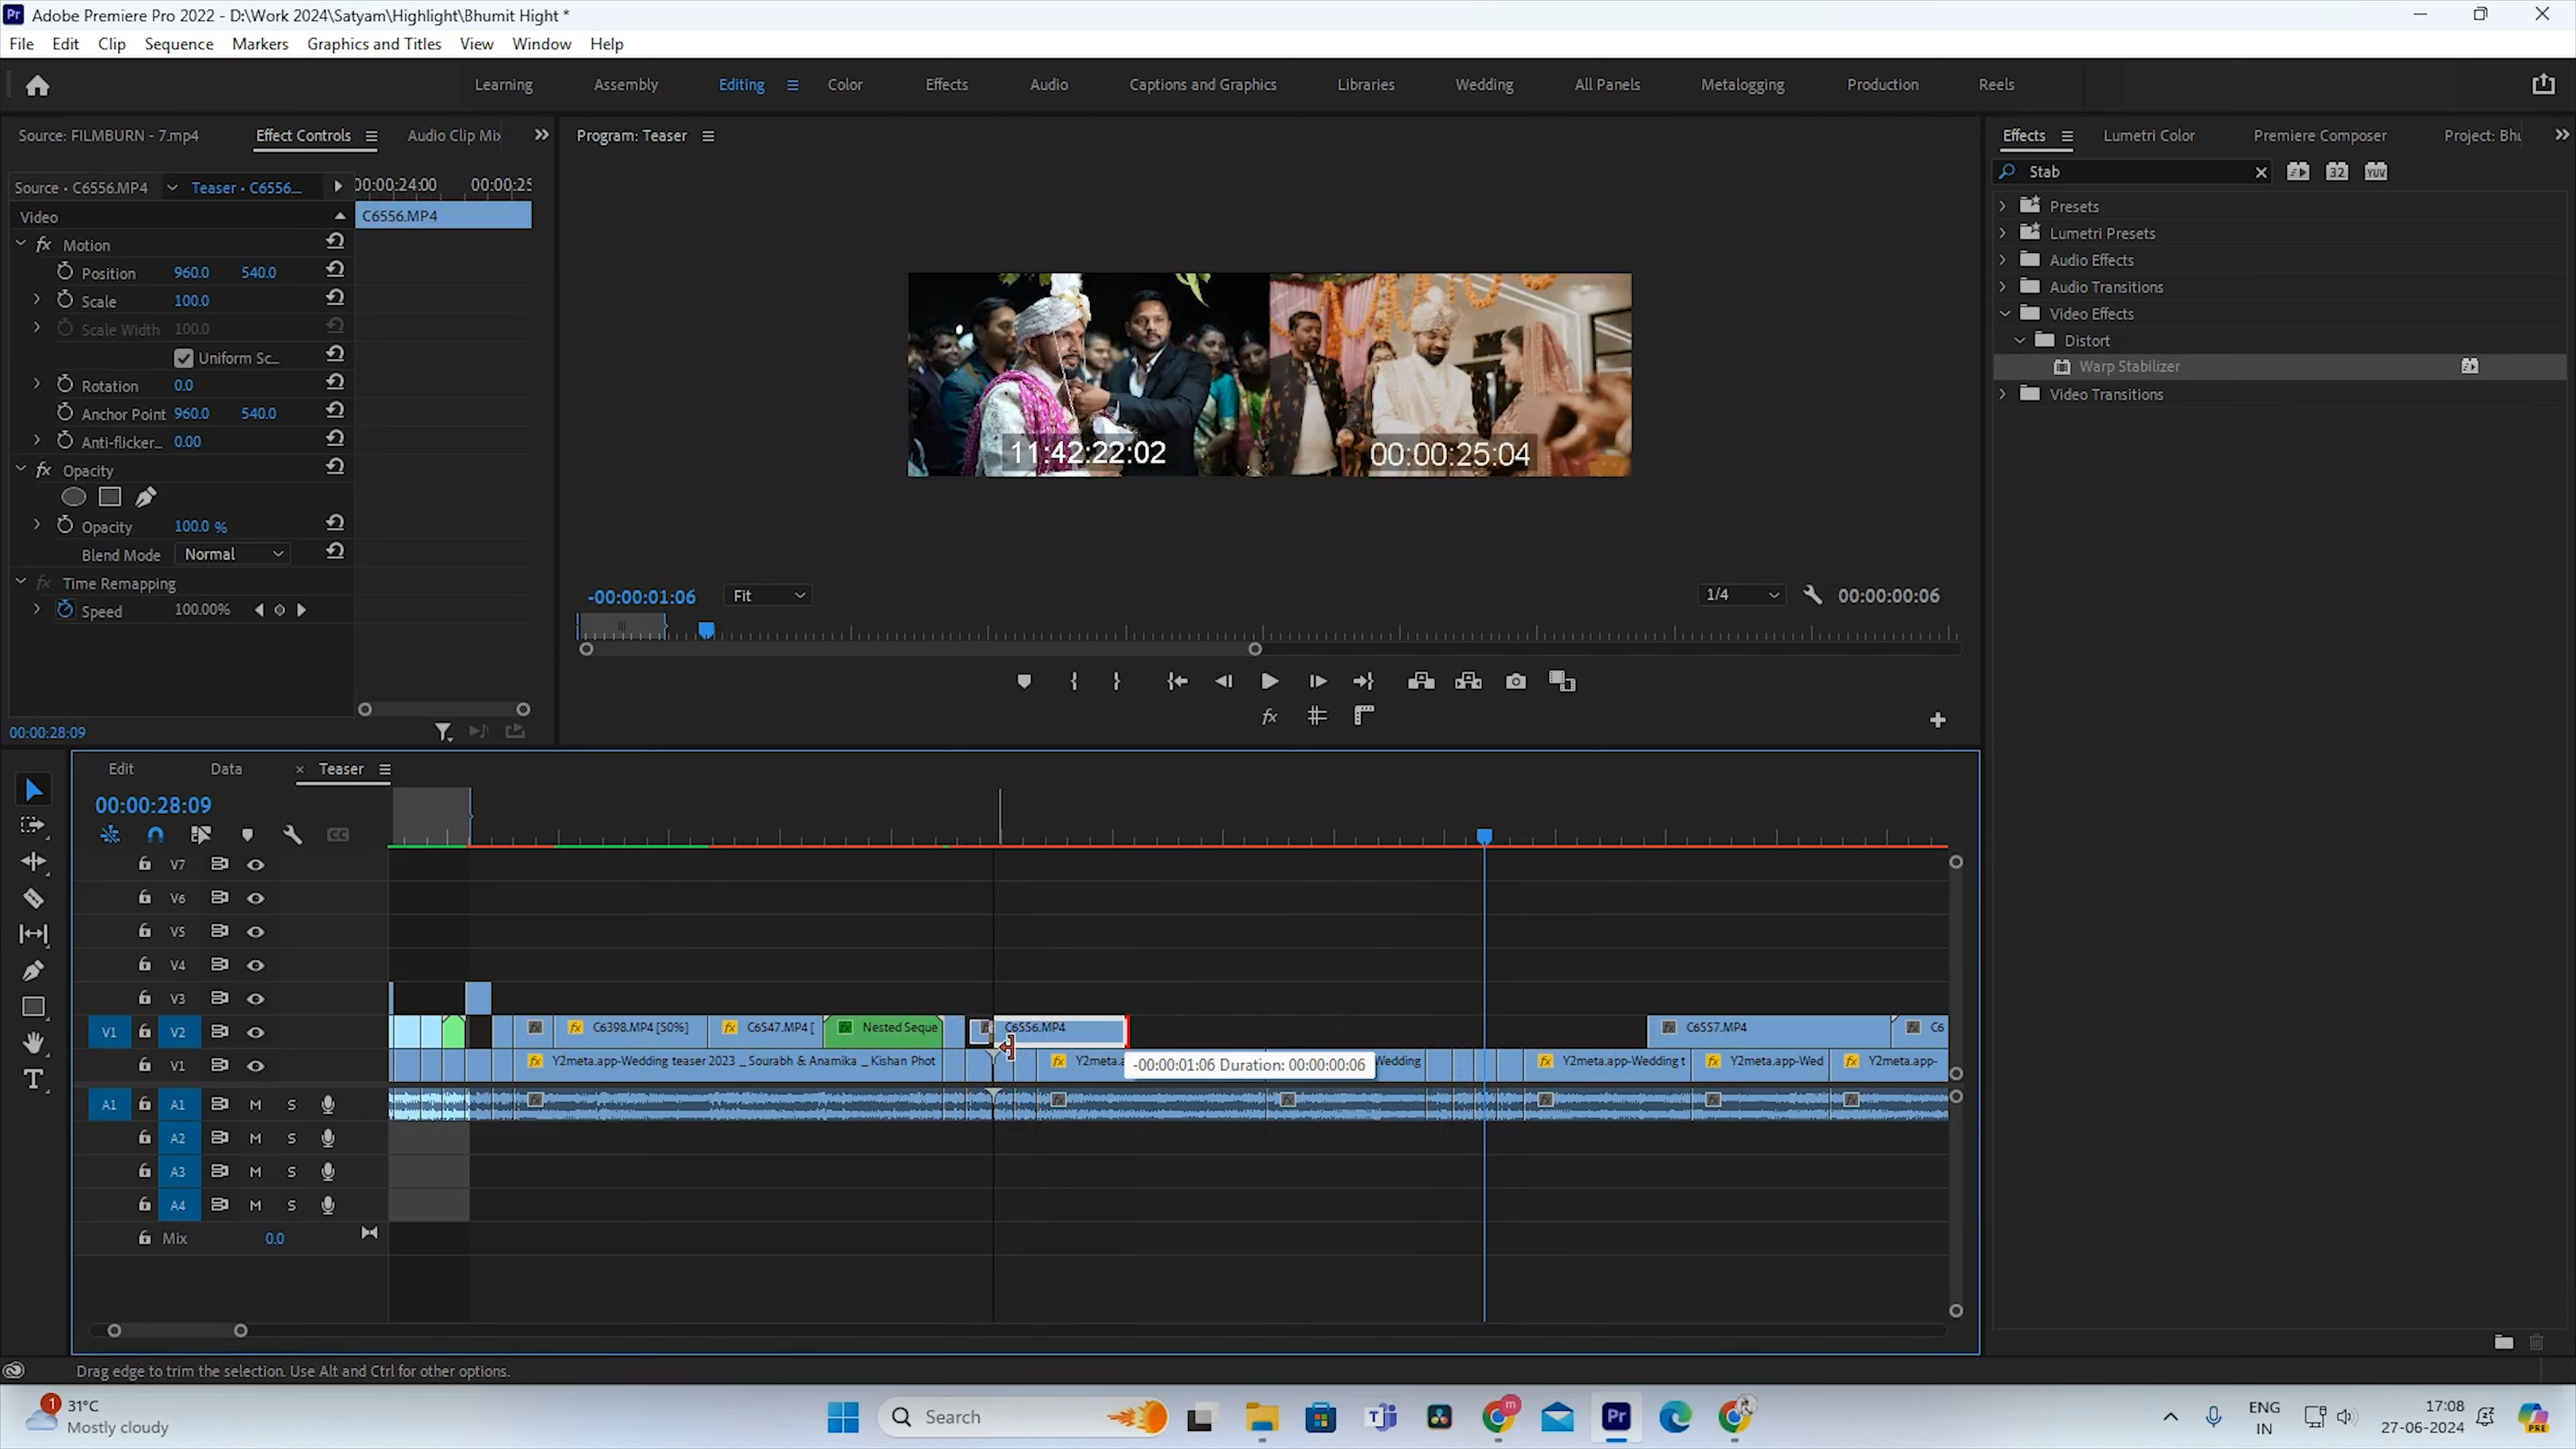 Adobe Premiere Pro 2022 - D:\Work 2024\Satyam\Highlight\Bhumit Hight *
File Edit Clip Sequence Markers Graphics and Titles View Window Help
Learning Assembly Editing Color Effects Audio Captions and Graphics Libraries Wedding All Panels Metalogging Production Reels
Source: FILMBURN - 7.mp4 Effect Controls Audio Clip Mix
Program: Teaser
Effects Lumetri Color Premiere Composer Project: Bhu
Source • C6556.MP4 Teaser • C6556... 00:00:24:00 00:00:25
Stab 32 YUV
Video C6556.MP4
Motion
Position 960.0 540.0
Scale 100.0
Scale Width 100.0
Uniform Sc...
Rotation 0.0
Anchor Point 960.0 540.0
Anti-flicker... 0.00
Opacity
Opacity 100.0 %
Blend Mode Normal
Time Remapping
Speed 100.00%
00:00:28:09
11:42:22:02 00:00:25:04
-00:00:01:06 Fit 1/4 00:00:00:06
Presets
Lumetri Presets
Audio Effects
Audio Transitions
Video Effects
Distort
Warp Stabilizer
Video Transitions
Edit Data × Teaser
00:00:28:09
V7
V6
V5
V4
V3
V1 V2 C6398.MP4 [50%] C6547.MP4 [ Nested Seque C6556.MP4 C6557.MP4 C6
V1 Y2meta.app-Wedding teaser 2023 _ Sourabh & Anamika _ Kishan Phot Y2meta.a Wedding Y2meta.app-Wedding t Y2meta.app-Wed Y2meta.app-
-00:00:01:06 Duration: 00:00:00:06
A1 A1 M S
A2 M S
A3 M S
A4 M S
Mix 0.0
Drag edge to trim the selection. Use Alt and Ctrl for other options.
1 31°C
Mostly cloudy
Search
Pr
ENG
IN
17:08
27-06-2024
PRE